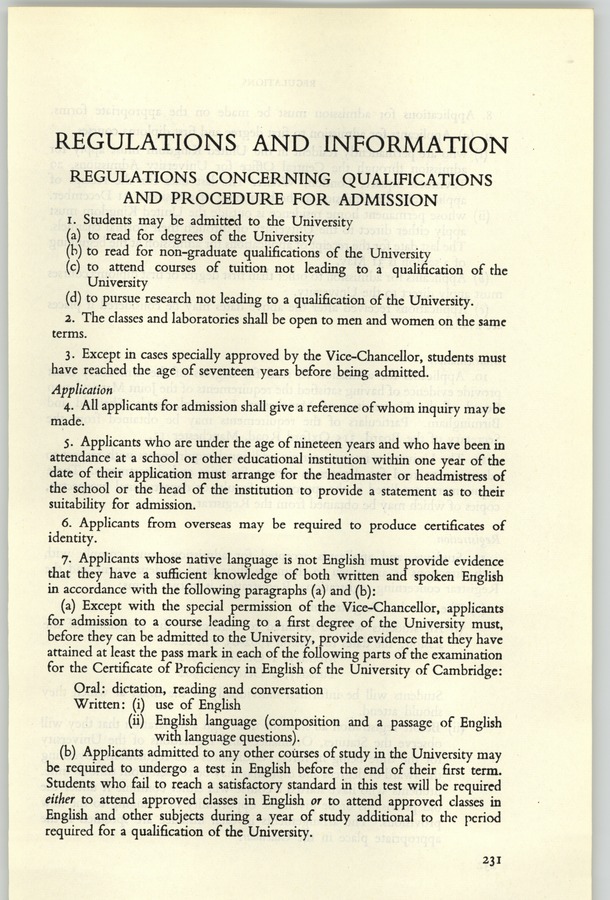 REGULATIONS AND INFORMATION
REGULATIONS CONCERNING QUALIFICATIONS
AND PROCEDURE FOR ADMISSION
1. Students may be admitted to the University
(a) to read for degrees of the University
(b) to read for non-graduate qualifications of the University
(c) to attend courses of tuition not leading to a qualification of the
University
(d) to pursue research not leading to a qualification of the University.
2. The classes and laboratories shall be open to men and women on the same
terms.
3. Except in cases specially approved by the Vice-Chancellor, students must
have reached the age of seventeen years before being admitted.
Application
4. All applicants for admission shall give a reference of whom inquiry may be
made.
5. Applicants who are under the age of nineteen years and who have been in
attendance at a school or other educational institution within one year of the
date of their application must arrange for the headmaster or headmistress of
the school or the head of the institution to provide a statement as to their
suitability for admission.
6. Applicants from overseas may be required to produce certificates of
identity.
7. Applicants whose native language is not English must provide evidence
that they have a sufficient knowledge of both written and spoken English
in accordance with the following paragraphs (a) and (b):
(a) Except with the special permission of the Vice-Chancellor, applicants
for admission to a course leading to a first degree of the University must,
before they can be admitted to the University, provide evidence that they have
attained at least the pass mark in each of the following parts of the examination
for the Certificate of Proficiency in English of the University of Cambridge:
Oral: dictation, reading and conversation
Written: (i) use of English
(ii) English language (composition and a passage of English
with language questions).
(b) Applicants admitted to any other courses of study in the University may
be required to undergo a test in English before the end of their first term.
Students who fail to reach a satisfactory standard in this test will be required
either to attend approved classes in English or to attend approved classes in
English and other subjects during a year of study additional to the period
required for a qualification of the University.
231